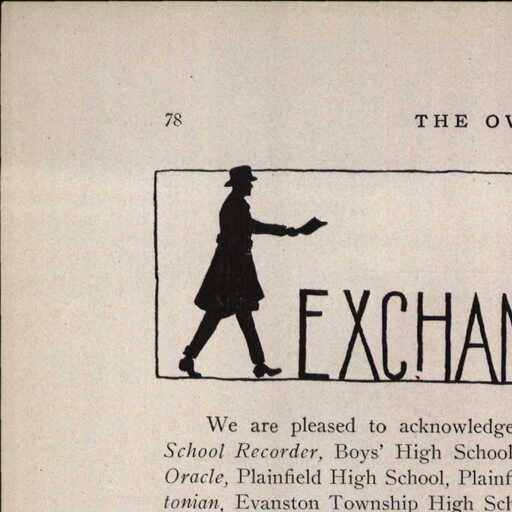 78
THE OV
EXCHAN
We are pleased to acknowledge
School Recorder, Boys' High School
Oracle, Plainfield High School, Plainf
tonian, Evanston Township High Sch